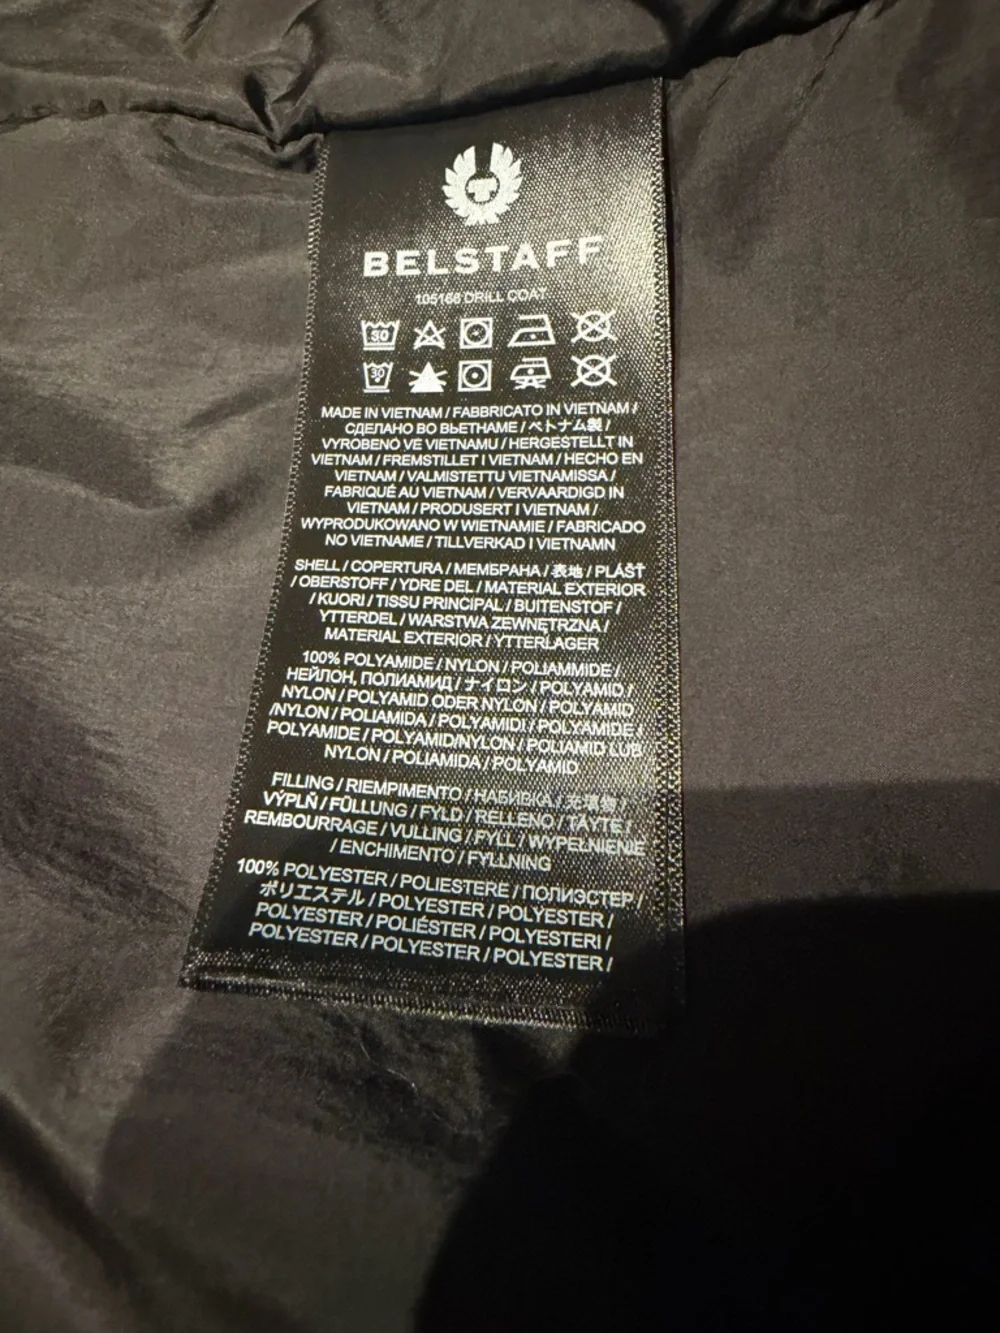 BELSTAFF
105166 DRILL COAT
30
30
MADE IN VIETNAM / FABBRICATO IN VIETNAM /
СДЕЛАНО ВО ВЬЕТНАМЕ / ベトナム製 /
VYROBENO VE VIETNAMU / HERGESTELLT IN
VIETNAM / FREMSTILLET I VIETNAM / HECHO EN
VIETNAM / VALMISTETTU VIETNAMISSA /
FABRIQUÉ AU VIETNAM / VERVAARDIGD IN
VIETNAM / PRODUSERT I VIETNAM /
WYPRODUKOWANO W WIETNAMIE / FABRICADO
NO VIETNAME / TILLVERKAD I VIETNAMN
SHELL / COPERTURA / МЕМБРАНА / 表地 / PLÁŠŤ
/ OBERSTOFF / YDRE DEL / MATERIAL EXTERIOR
/ KUORI / TISSU PRINCIPAL / BUITENSTOF /
YTTERDEL / WARSTWA ZEWNĘTRZNA /
MATERIAL EXTERIOR / YTTERLAGER
100% POLYAMIDE / NYLON / POLIAMMIDE /
НЕЙЛОН, ПОЛИАМИД / ナイロン / POLYAMID /
NYLON / POLYAMID ODER NYLON / POLYAMID
/NYLON / POLIAMIDA / POLYAMIDI / POLYAMIDE /
POLYAMIDE / POLYAMID/NYLON / POLIAMID LUB
NYLON / POLIAMIDA / POLYAMID
FILLING / RIEMPIMENTO / НАБИВКА / 充填物 /
VÝPLŇ / FÜLLUNG / FYLD / RELLENO / TÄYTE /
REMBOURRAGE / VULLING / FYLL / WYPEŁNIENIE
/ ENCHIMENTO / FYLLNING
100% POLYESTER / POLIESTERE / ПОЛИЭСТЕР /
ポリエステル / POLYESTER / POLYESTER /
POLYESTER / POLIÉSTER / POLYESTERI /
POLYESTER / POLYESTER / POLYESTER /